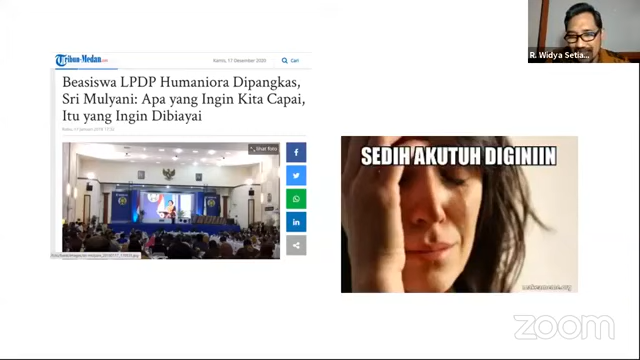 Tribun-Medan.com
Kamis, 17 Desember 2020
Cari
Beasiswa LPDP Humaniora Dipangkas,
Sri Mulyani: Apa yang Ingin Kita Capai,
Itu yang Ingin Dibiayai
lihat foto
SEDIH AKUTUH DIGINIIN
R. Widya Setia...
zoom